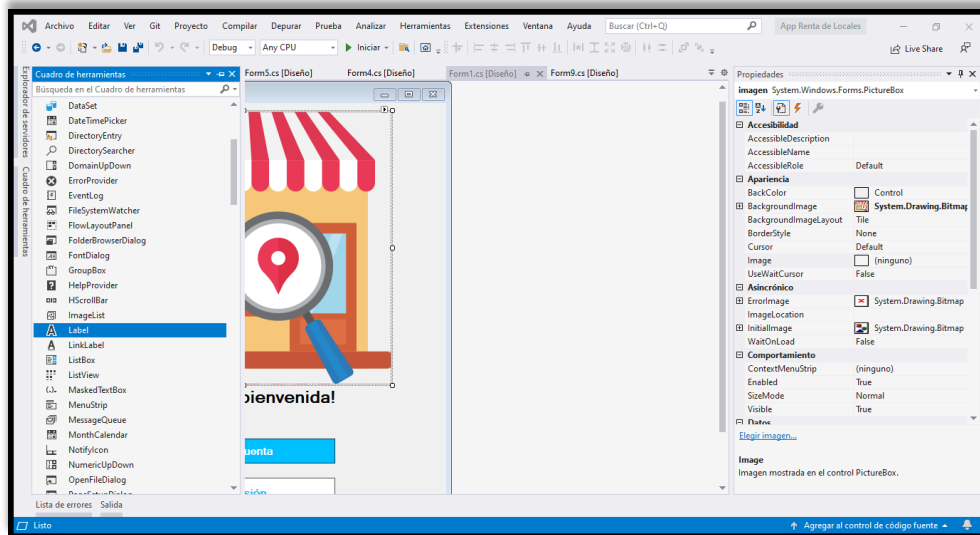 Archivo Editar Ver Git Proyecto Compilar Depurar Prueba Analizar Herramientas Extensiones Ventana Ayuda Buscar (Ctrl+Q) App Renta de Locales
Debug Any CPU Iniciar Live Share
Explorador de servidores
Cuadro de herramientas
Cuadro de herramientas
Búsqueda en el Cuadro de herramientas
DataSet
DateTimePicker
DirectoryEntry
DirectorySearcher
DomainUpDown
ErrorProvider
EventLog
FileSystemWatcher
FlowLayoutPanel
FolderBrowserDialog
FontDialog
GroupBox
HelpProvider
HScrollBar
ImageList
Label
LinkLabel
ListBox
ListView
MaskedTextBox
MenuStrip
MessageQueue
MonthCalendar
NotifyIcon
NumericUpDown
OpenFileDialog
PageSetupDialog
Form5.cs [Diseño] Form4.cs [Diseño] Form1.cs [Diseño] Form9.cs [Diseño]
bienvenida!
uenta
sión
Propiedades
imagen System.Windows.Forms.PictureBox
Accesibilidad
AccessibleDescription
AccessibleName
AccessibleRole Default
Apariencia
BackColor Control
BackgroundImage System.Drawing.Bitmap
BackgroundImageLayout Tile
BorderStyle None
Cursor Default
Image (ninguno)
UseWaitCursor False
Asincrónico
ErrorImage System.Drawing.Bitmap
ImageLocation
InitialImage System.Drawing.Bitmap
WaitOnLoad False
Comportamiento
ContextMenuStrip (ninguno)
Enabled True
SizeMode Normal
Visible True
Datos
Elegir imagen...
Image
Imagen mostrada en el control PictureBox.
Lista de errores Salida
Listo Agregar al control de código fuente